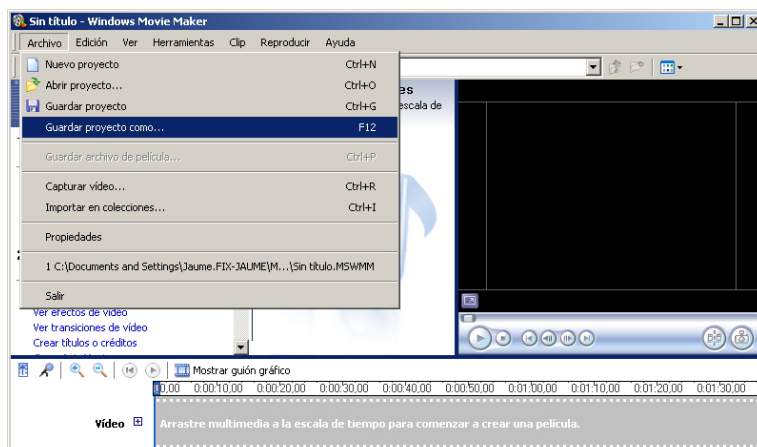 Sin título - Windows Movie Maker
Archivo Edición Ver Herramientas Clip Reproducir Ayuda
Nuevo proyecto Ctrl+N
Abrir proyecto... Ctrl+O
Guardar proyecto Ctrl+G
es
escala de
Guardar proyecto como... F12
Guardar archivo de película... Ctrl+P
Capturar vídeo... Ctrl+R
Importar en colecciones... Ctrl+I
Propiedades
1 C:\Documents and Settings\Jaume.FIX-JAUME\M...\Sin título.MSWMM
Salir
Ver efectos de vídeo
Ver transiciones de vídeo
Crear títulos o créditos
Mostrar guión gráfico
0,00 0:00:10,00 0:00:20,00 0:00:30,00 0:00:40,00 0:00:50,00 0:01:00,00 0:01:10,00 0:01:20,00 0:01:30,00
Vídeo
Arrastre multimedia a la escala de tiempo para comenzar a crear una película.